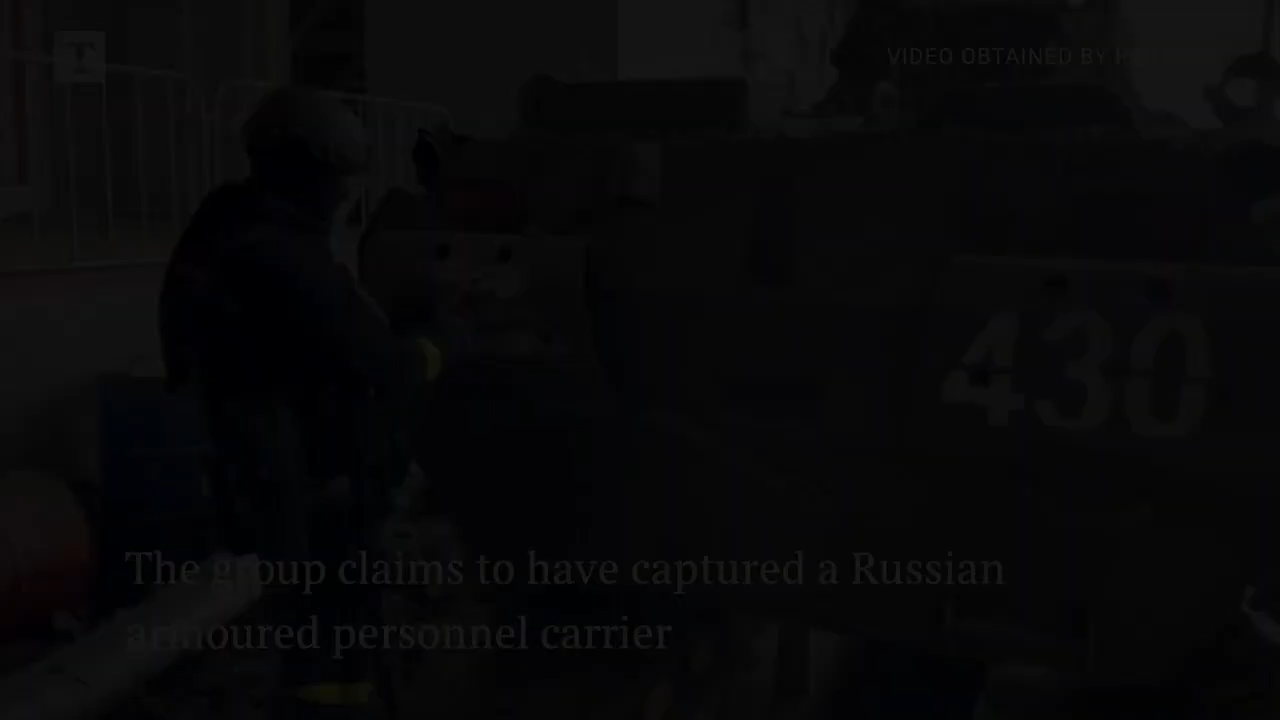 T
VIDEO OBTAINED BY
430
The group claims to have captured a Russian
armoured personnel carrier